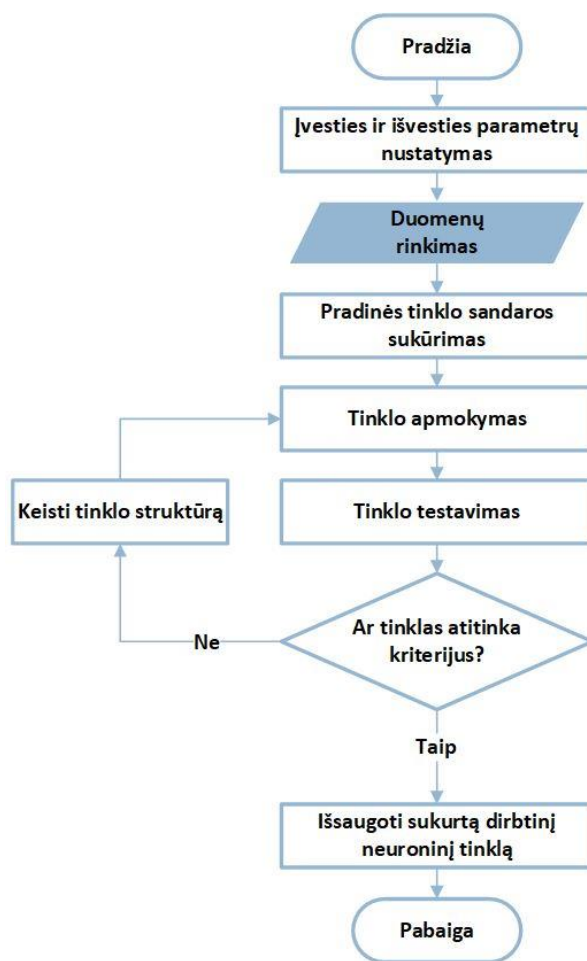 Pradžia
Įvesties ir išvesties parametrų
nustatymas
Duomenų
rinkimas
Pradinės tinklo sandaros
sukūrimas
Tinklo apmokymas
Keisti tinklo struktūrą
Tinklo testavimas
Ar tinklas atitinka
kriterijus?
Ne
Taip
Išsaugoti sukurtą dirbtinį
neuroninį tinklą
Pabaiga